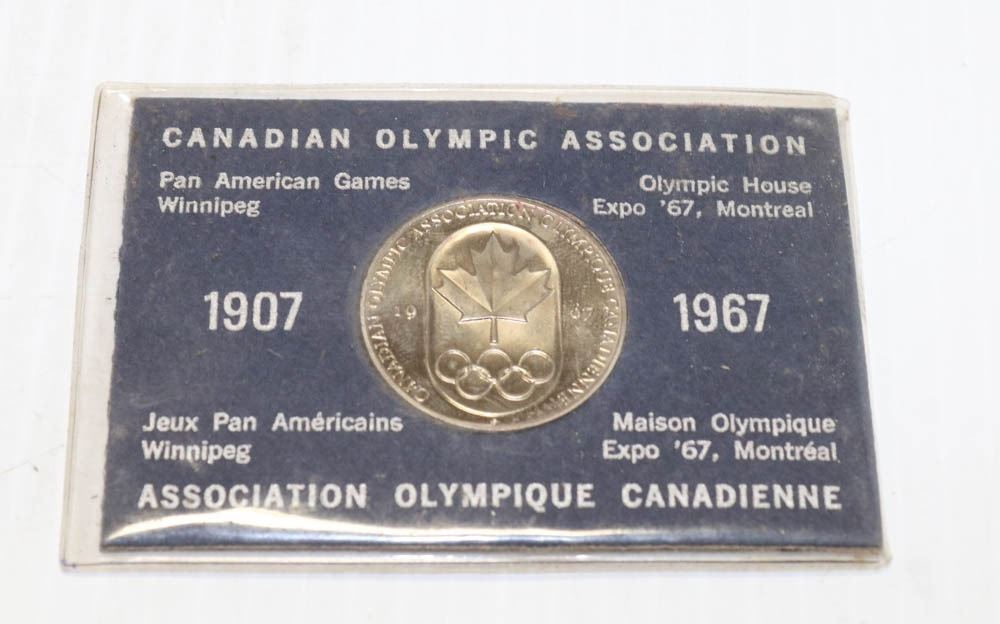 CANADIAN OLYMPIC ASSOCIATION
Pan American Games
Winnipeg
Olympic House
Expo '67, Montreal
1907
CANADIAN OLYMPIC ASSOCIATION OLYMPIQUE CANADIENNE
19 67
1967
Jeux Pan Américains
Winnipeg
Maison Olympique
Expo '67, Montréal
ASSOCIATION OLYMPIQUE CANADIENNE